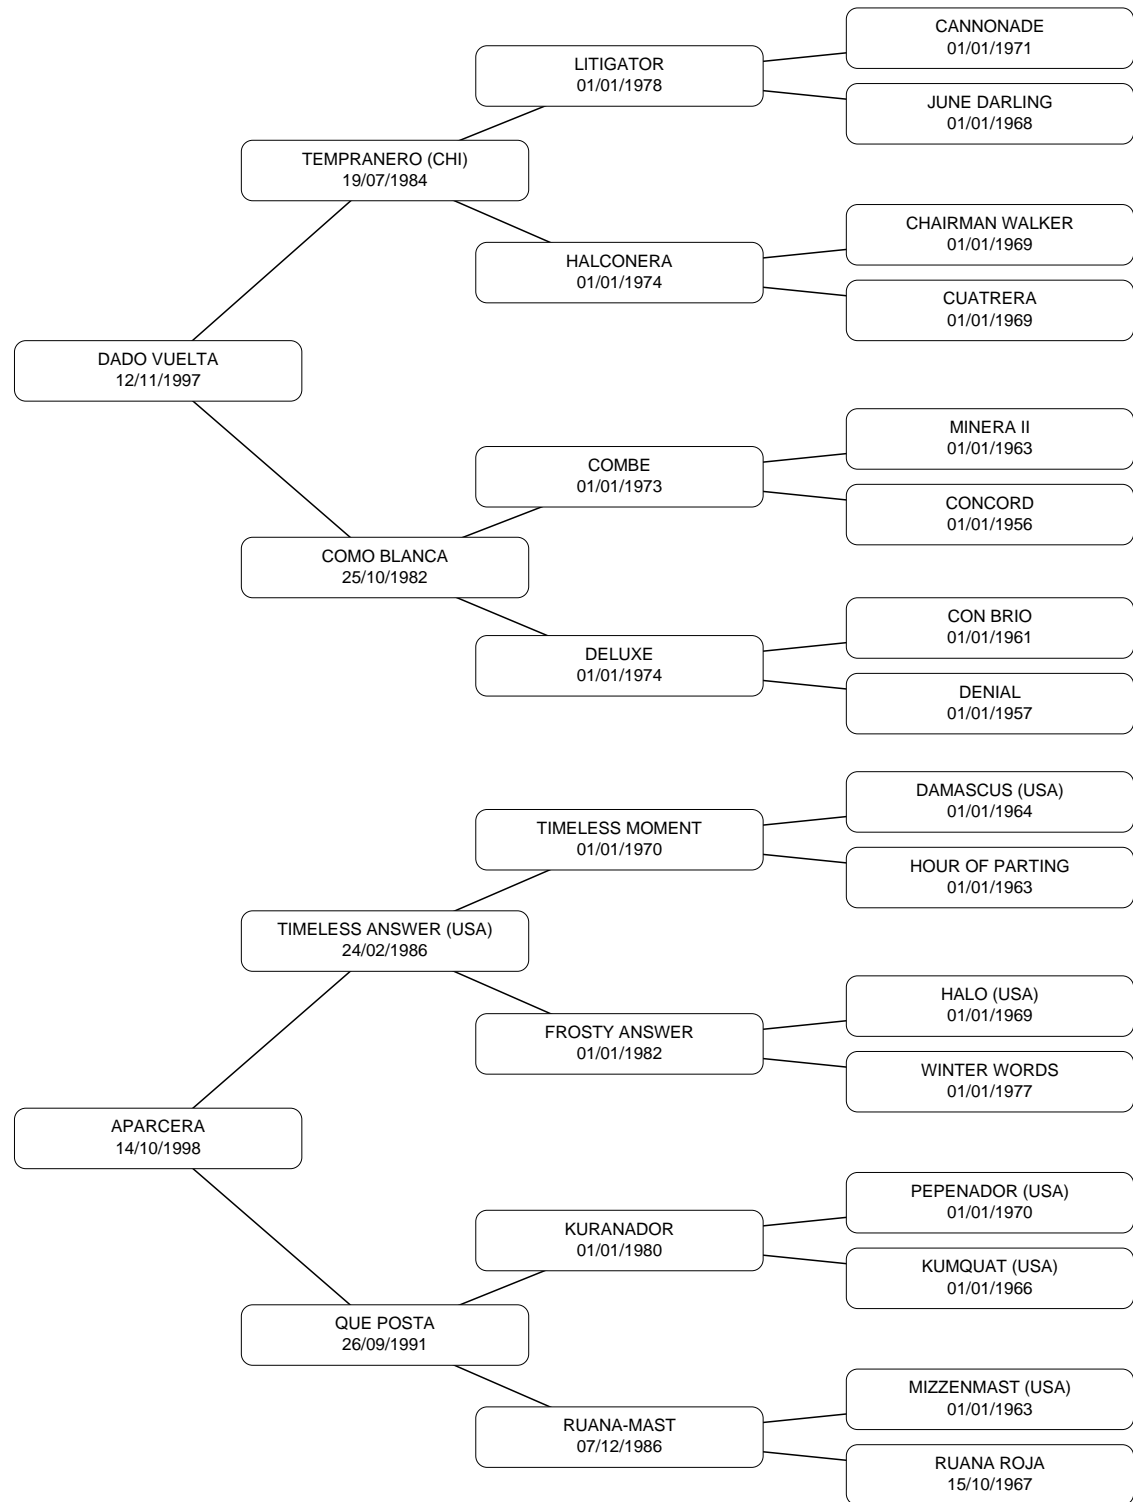 CANNONADE
01/01/1971
LITIGATOR
01/01/1978
JUNE DARLING
01/01/1968
TEMPRANERO (CHI)
19/07/1984
CHAIRMAN WALKER
01/01/1969
HALCONERA
01/01/1974
CUATRERA
01/01/1969
DADO VUELTA
12/11/1997
MINERA II
01/01/1963
COMBE
01/01/1973
CONCORD
01/01/1956
COMO BLANCA
25/10/1982
CON BRIO
01/01/1961
DELUXE
01/01/1974
DENIAL
01/01/1957
DAMASCUS (USA)
01/01/1964
TIMELESS MOMENT
01/01/1970
HOUR OF PARTING
01/01/1963
TIMELESS ANSWER (USA)
24/02/1986
HALO (USA)
01/01/1969
FROSTY ANSWER
01/01/1982
WINTER WORDS
01/01/1977
APARCERA
14/10/1998
PEPENADOR (USA)
01/01/1970
KURANADOR
01/01/1980
KUMQUAT (USA)
01/01/1966
QUE POSTA
26/09/1991
MIZZENMAST (USA)
01/01/1963
RUANA-MAST
07/12/1986
RUANA ROJA
15/10/1967